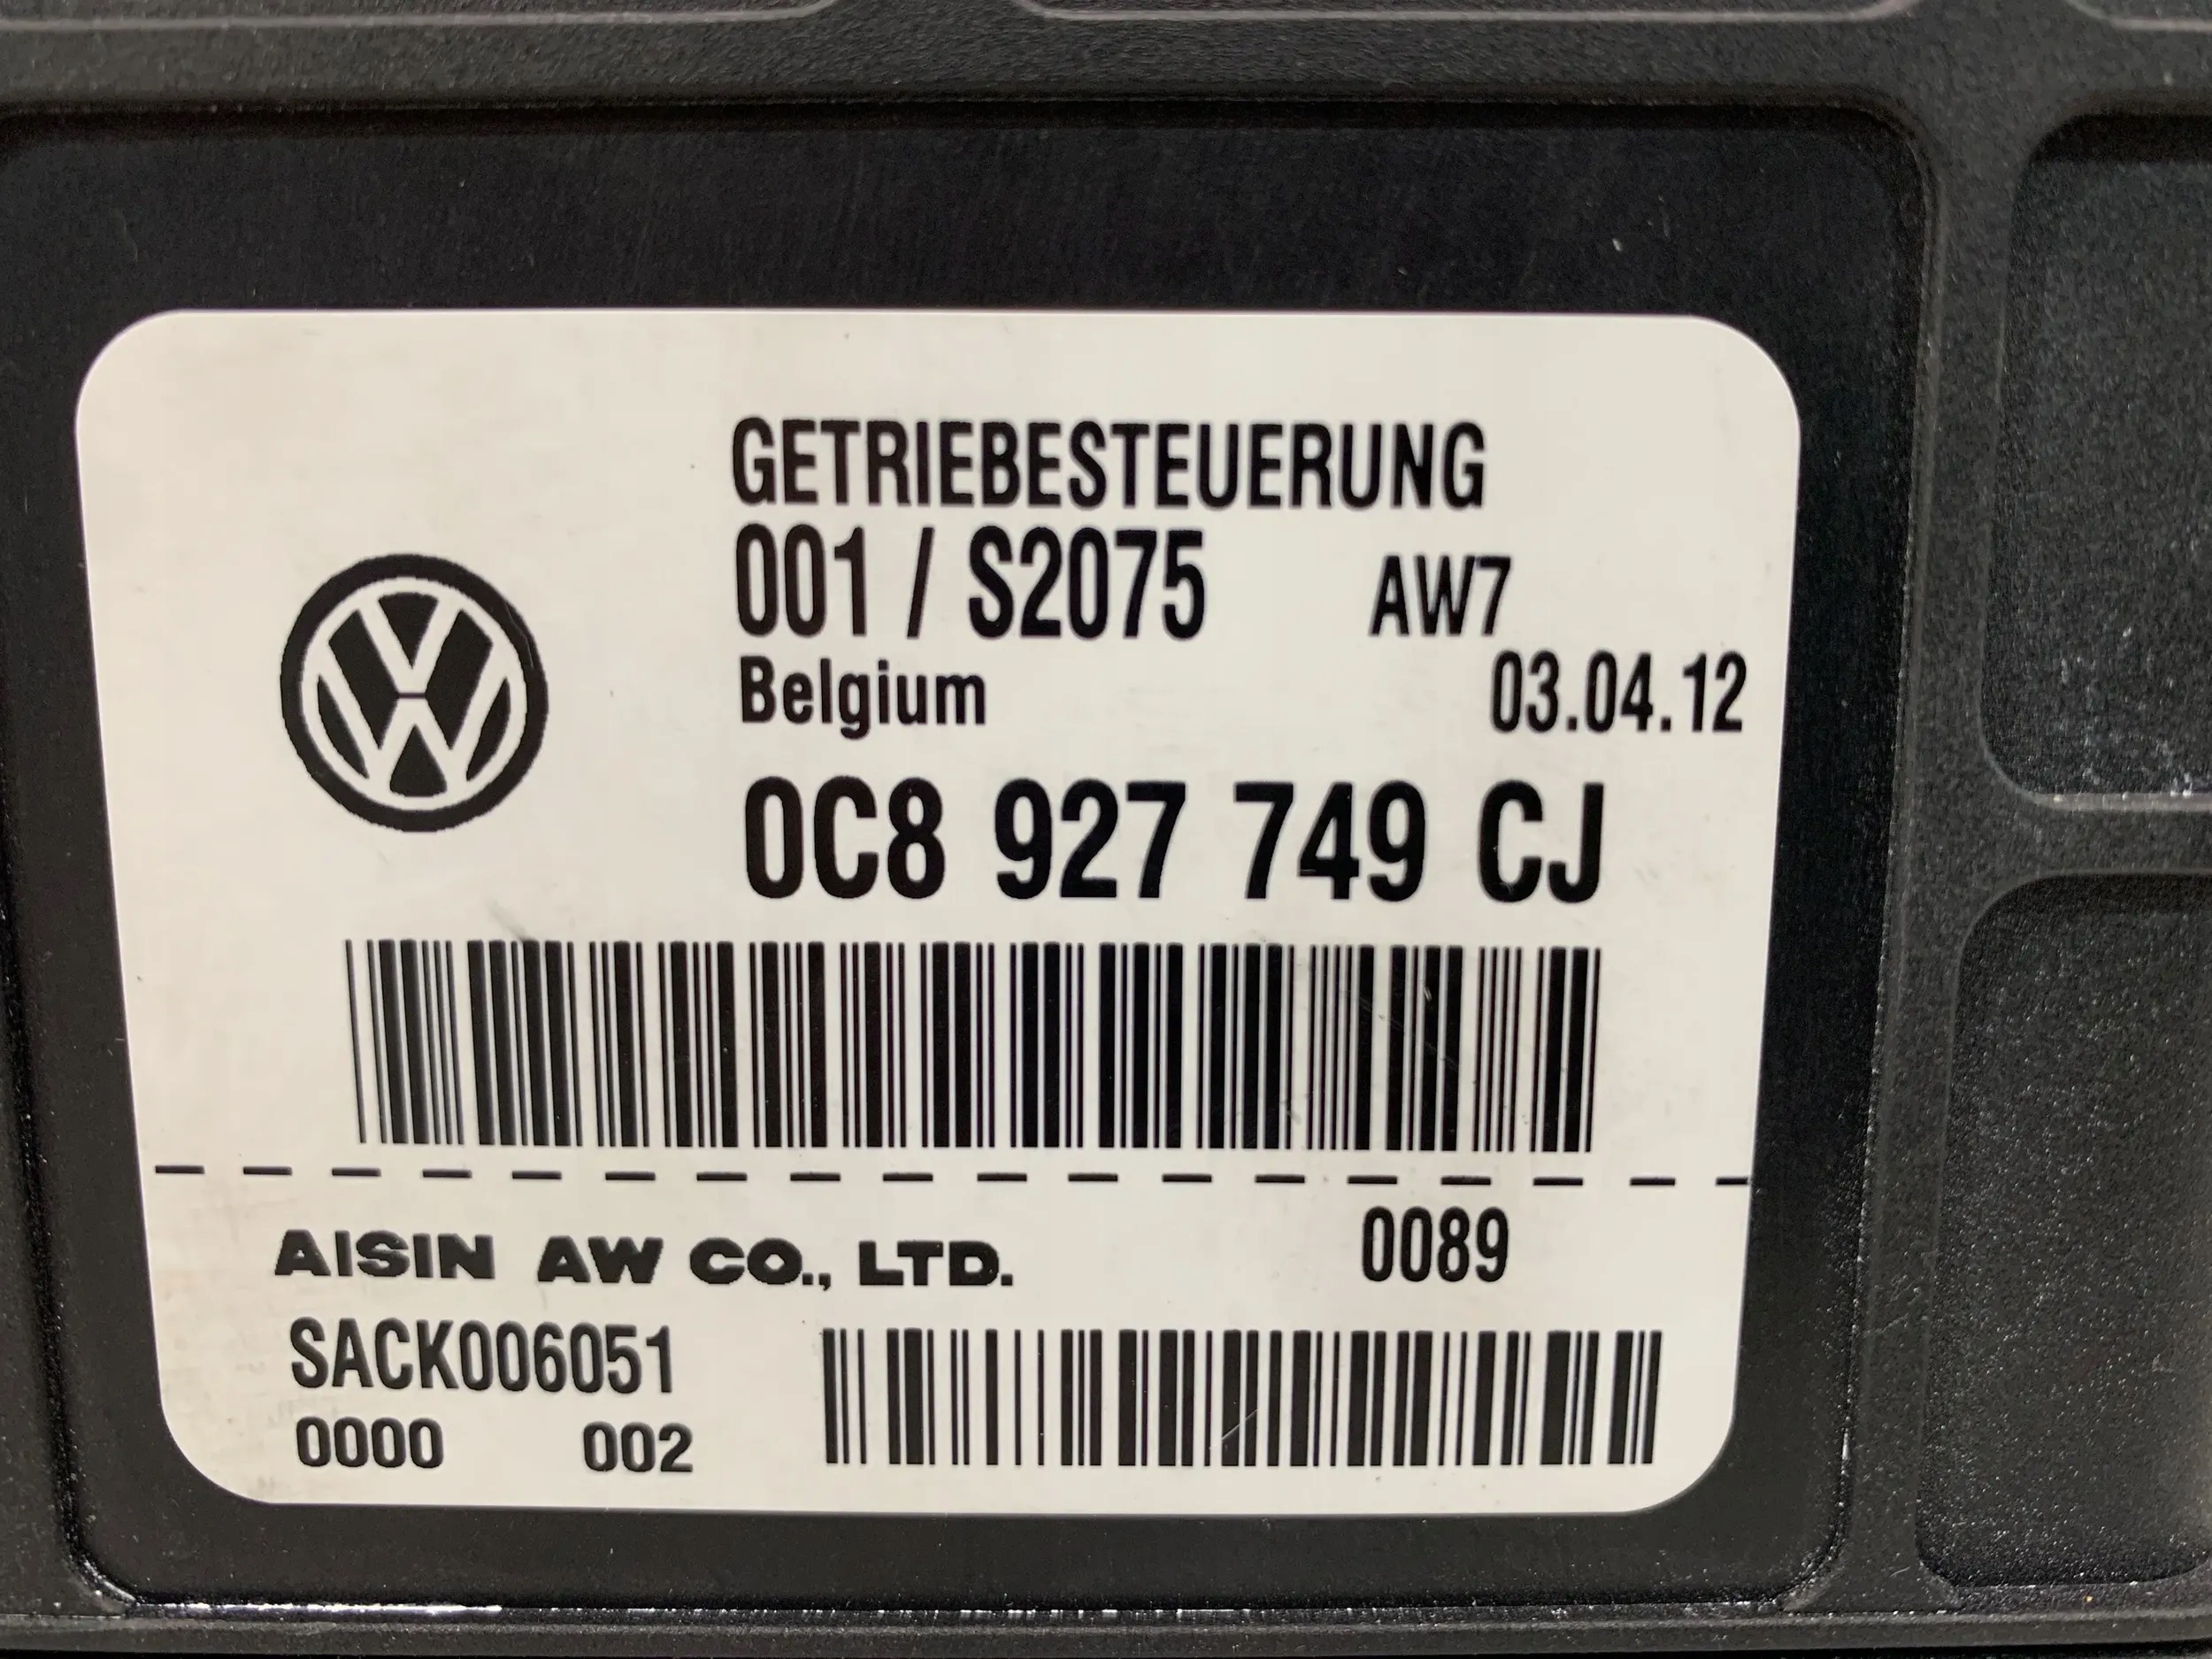 GETRIEBESTEUERUNG
001 / S2075 AW7
Belgium 03.04.12
0C8 927 749 CJ
AISIN AW CO., LTD. 0089
SACK006051
0000 002